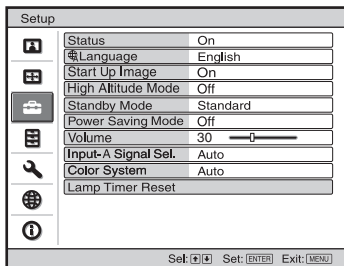 Setup
Status On
Language English
Start Up Image On
High Altitude Mode Off
Standby Mode Standard
Power Saving Mode Off
Volume 30
Input-A Signal Sel. Auto
Color System Auto
Lamp Timer Reset
Sel: Set: ENTER Exit: MENU